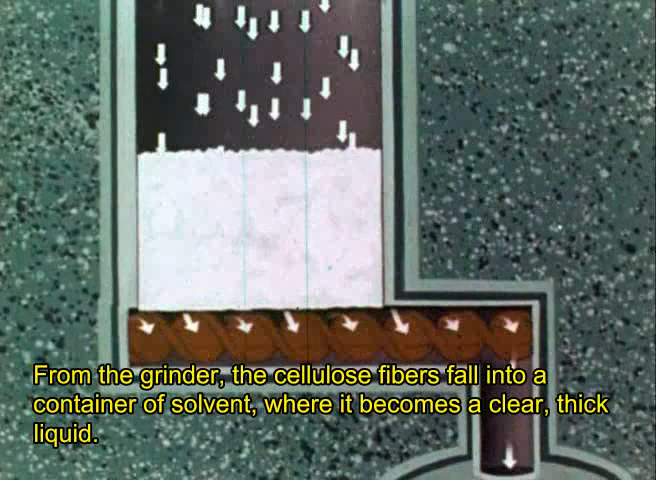 From the grinder, the cellulose fibers fall into a
container of solvent, where it becomes a clear, thick
liquid.